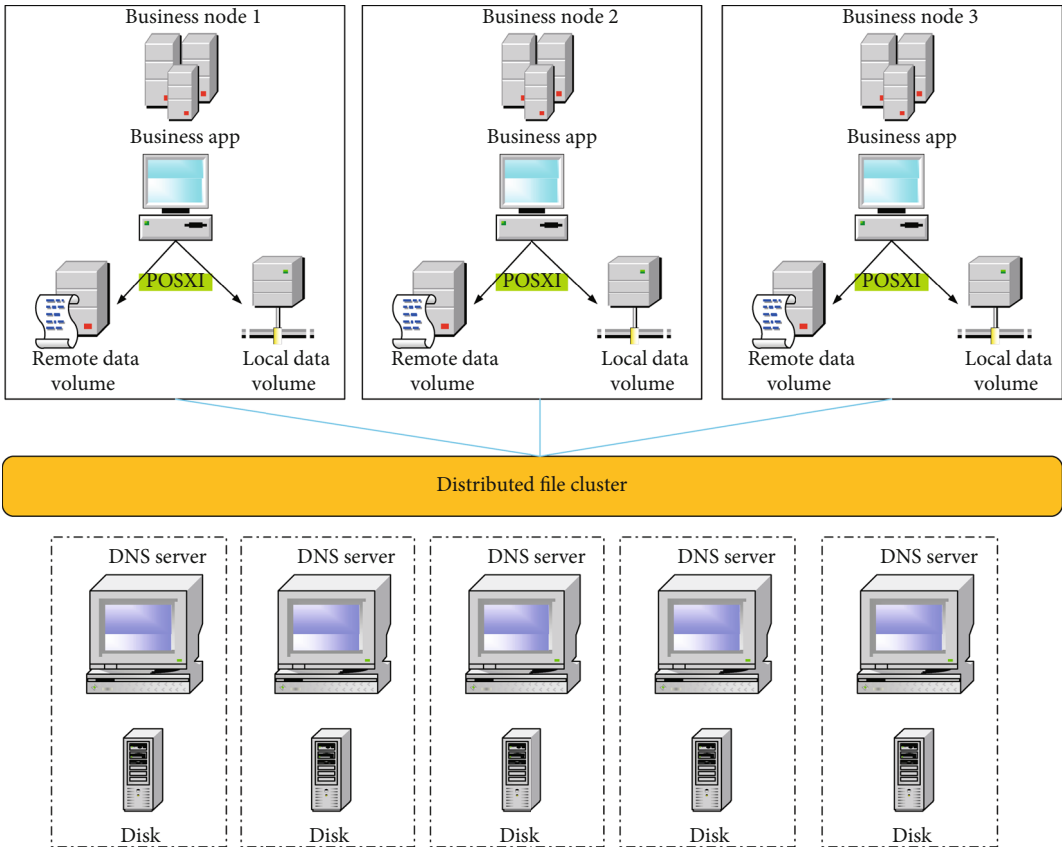 Business node 1
Business node 2
Business node 3
Business app
Business app
Business app
POSXI
POSXI
POSXI
Remote data
volume
Local data
volume
Remote data
volume
Local data
volume
Remote data
volume
Local data
volume
Distributed file cluster
DNS server
DNS server
DNS server
DNS server
DNS server
Disk
Disk
Disk
Disk
Disk